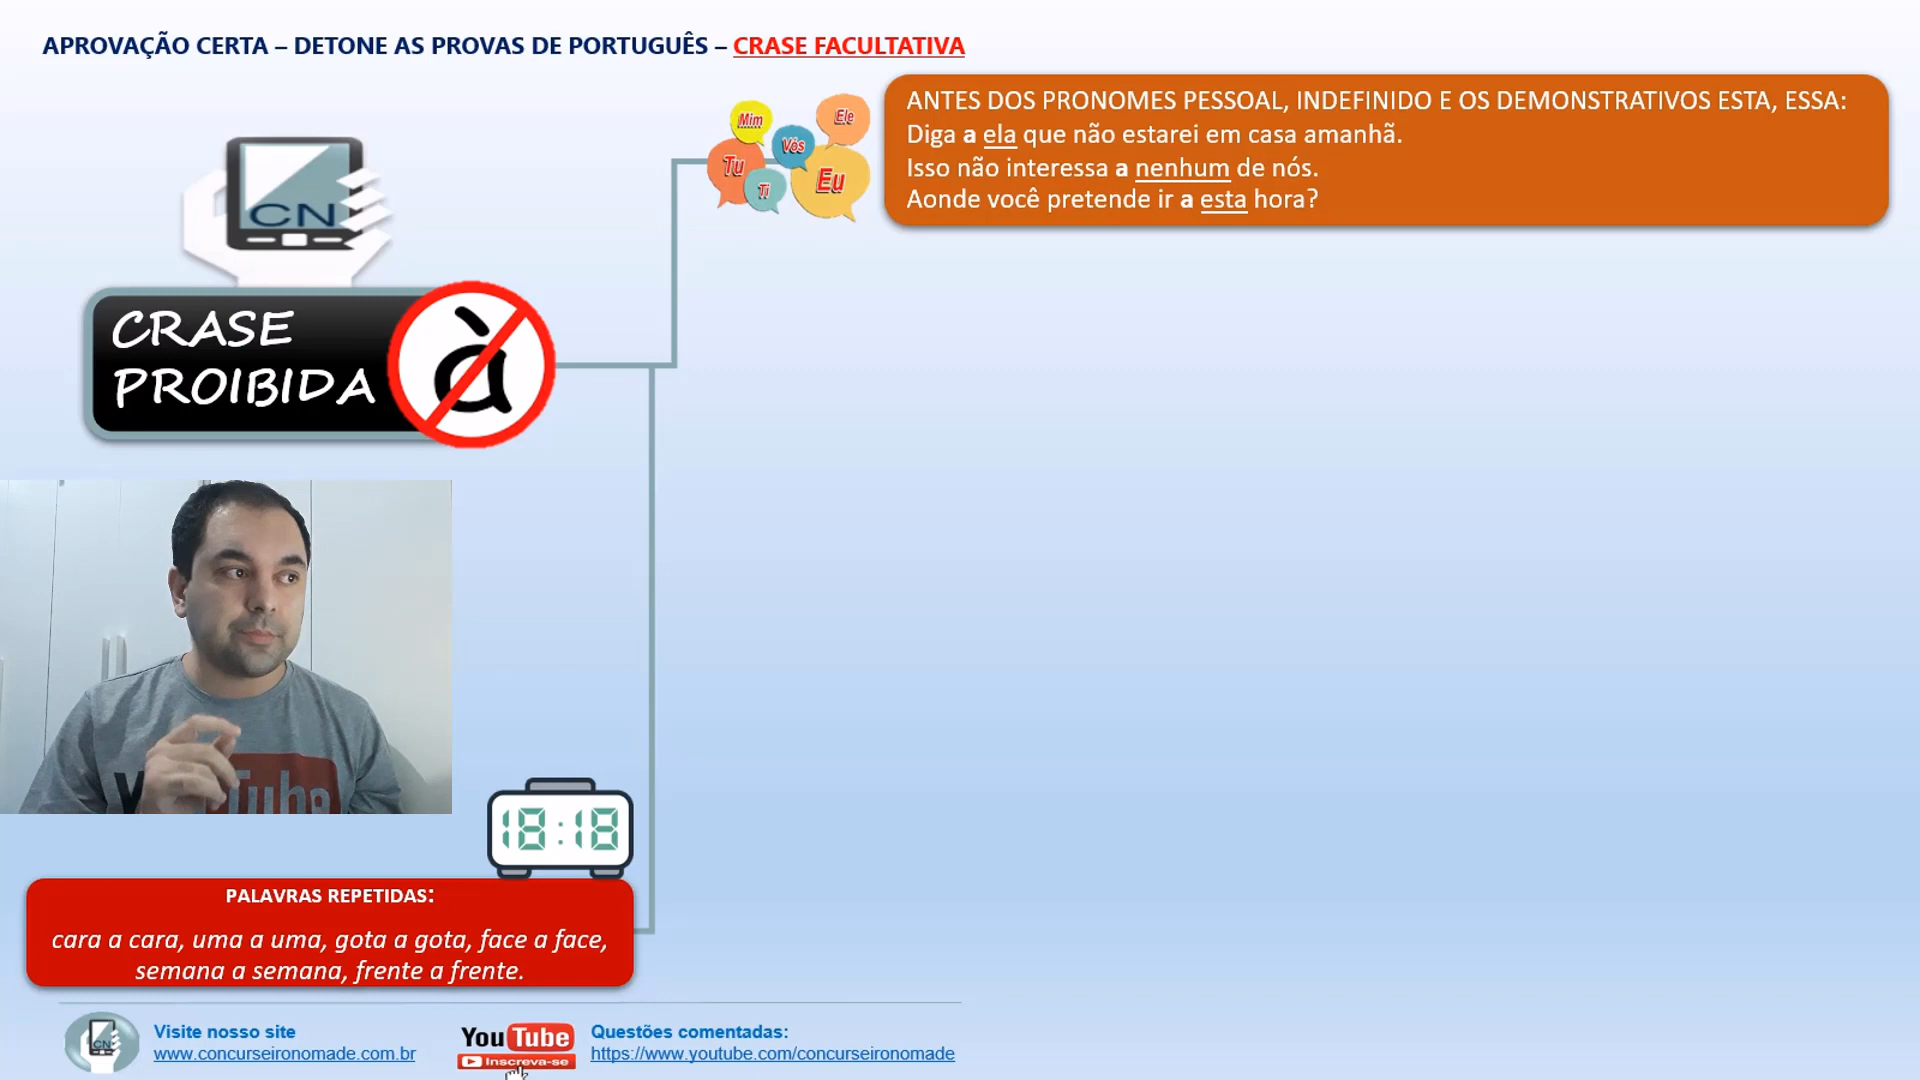 APROVAÇÃO CERTA – DETONE AS PROVAS DE PORTUGUÊS – CRASE FACULTATIVA
Mim
Ele
Vós
Tu
Ti
Eu
ANTES DOS PRONOMES PESSOAL, INDEFINIDO E OS DEMONSTRATIVOS ESTA, ESSA:
Diga a ela que não estarei em casa amanhã.
Isso não interessa a nenhum de nós.
Aonde você pretende ir a esta hora?
CN
CRASE
PROIBIDA
à
YouTube
18:18
PALAVRAS REPETIDAS:
cara a cara, uma a uma, gota a gota, face a face,
semana a semana, frente a frente.
CN
Visite nosso site
www.concurseironomade.com.br
YouTube
Inscreva-se
Questões comentadas:
https://www.youtube.com/concurseironomade